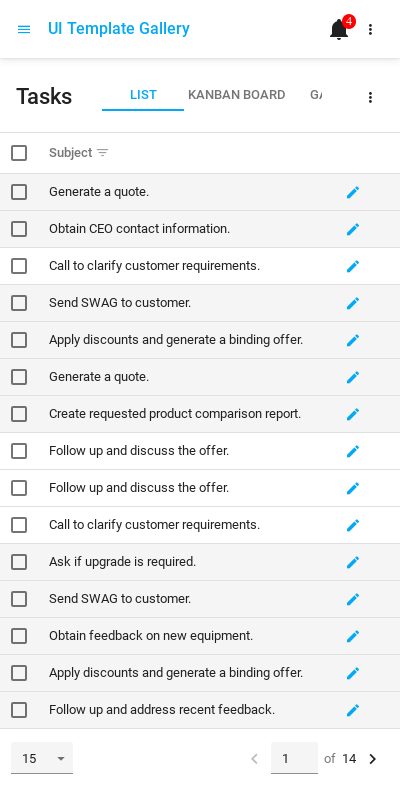 UI Template Gallery
4
Tasks
LIST
KANBAN BOARD
Subject
Generate a quote.
Obtain CEO contact information.
Call to clarify customer requirements.
Send SWAG to customer.
Apply discounts and generate a binding offer.
Generate a quote.
Create requested product comparison report.
Follow up and discuss the offer.
Follow up and discuss the offer.
Call to clarify customer requirements.
Ask if upgrade is required.
Send SWAG to customer.
Obtain feedback on new equipment.
Apply discounts and generate a binding offer.
Follow up and address recent feedback.
15
1 of 14